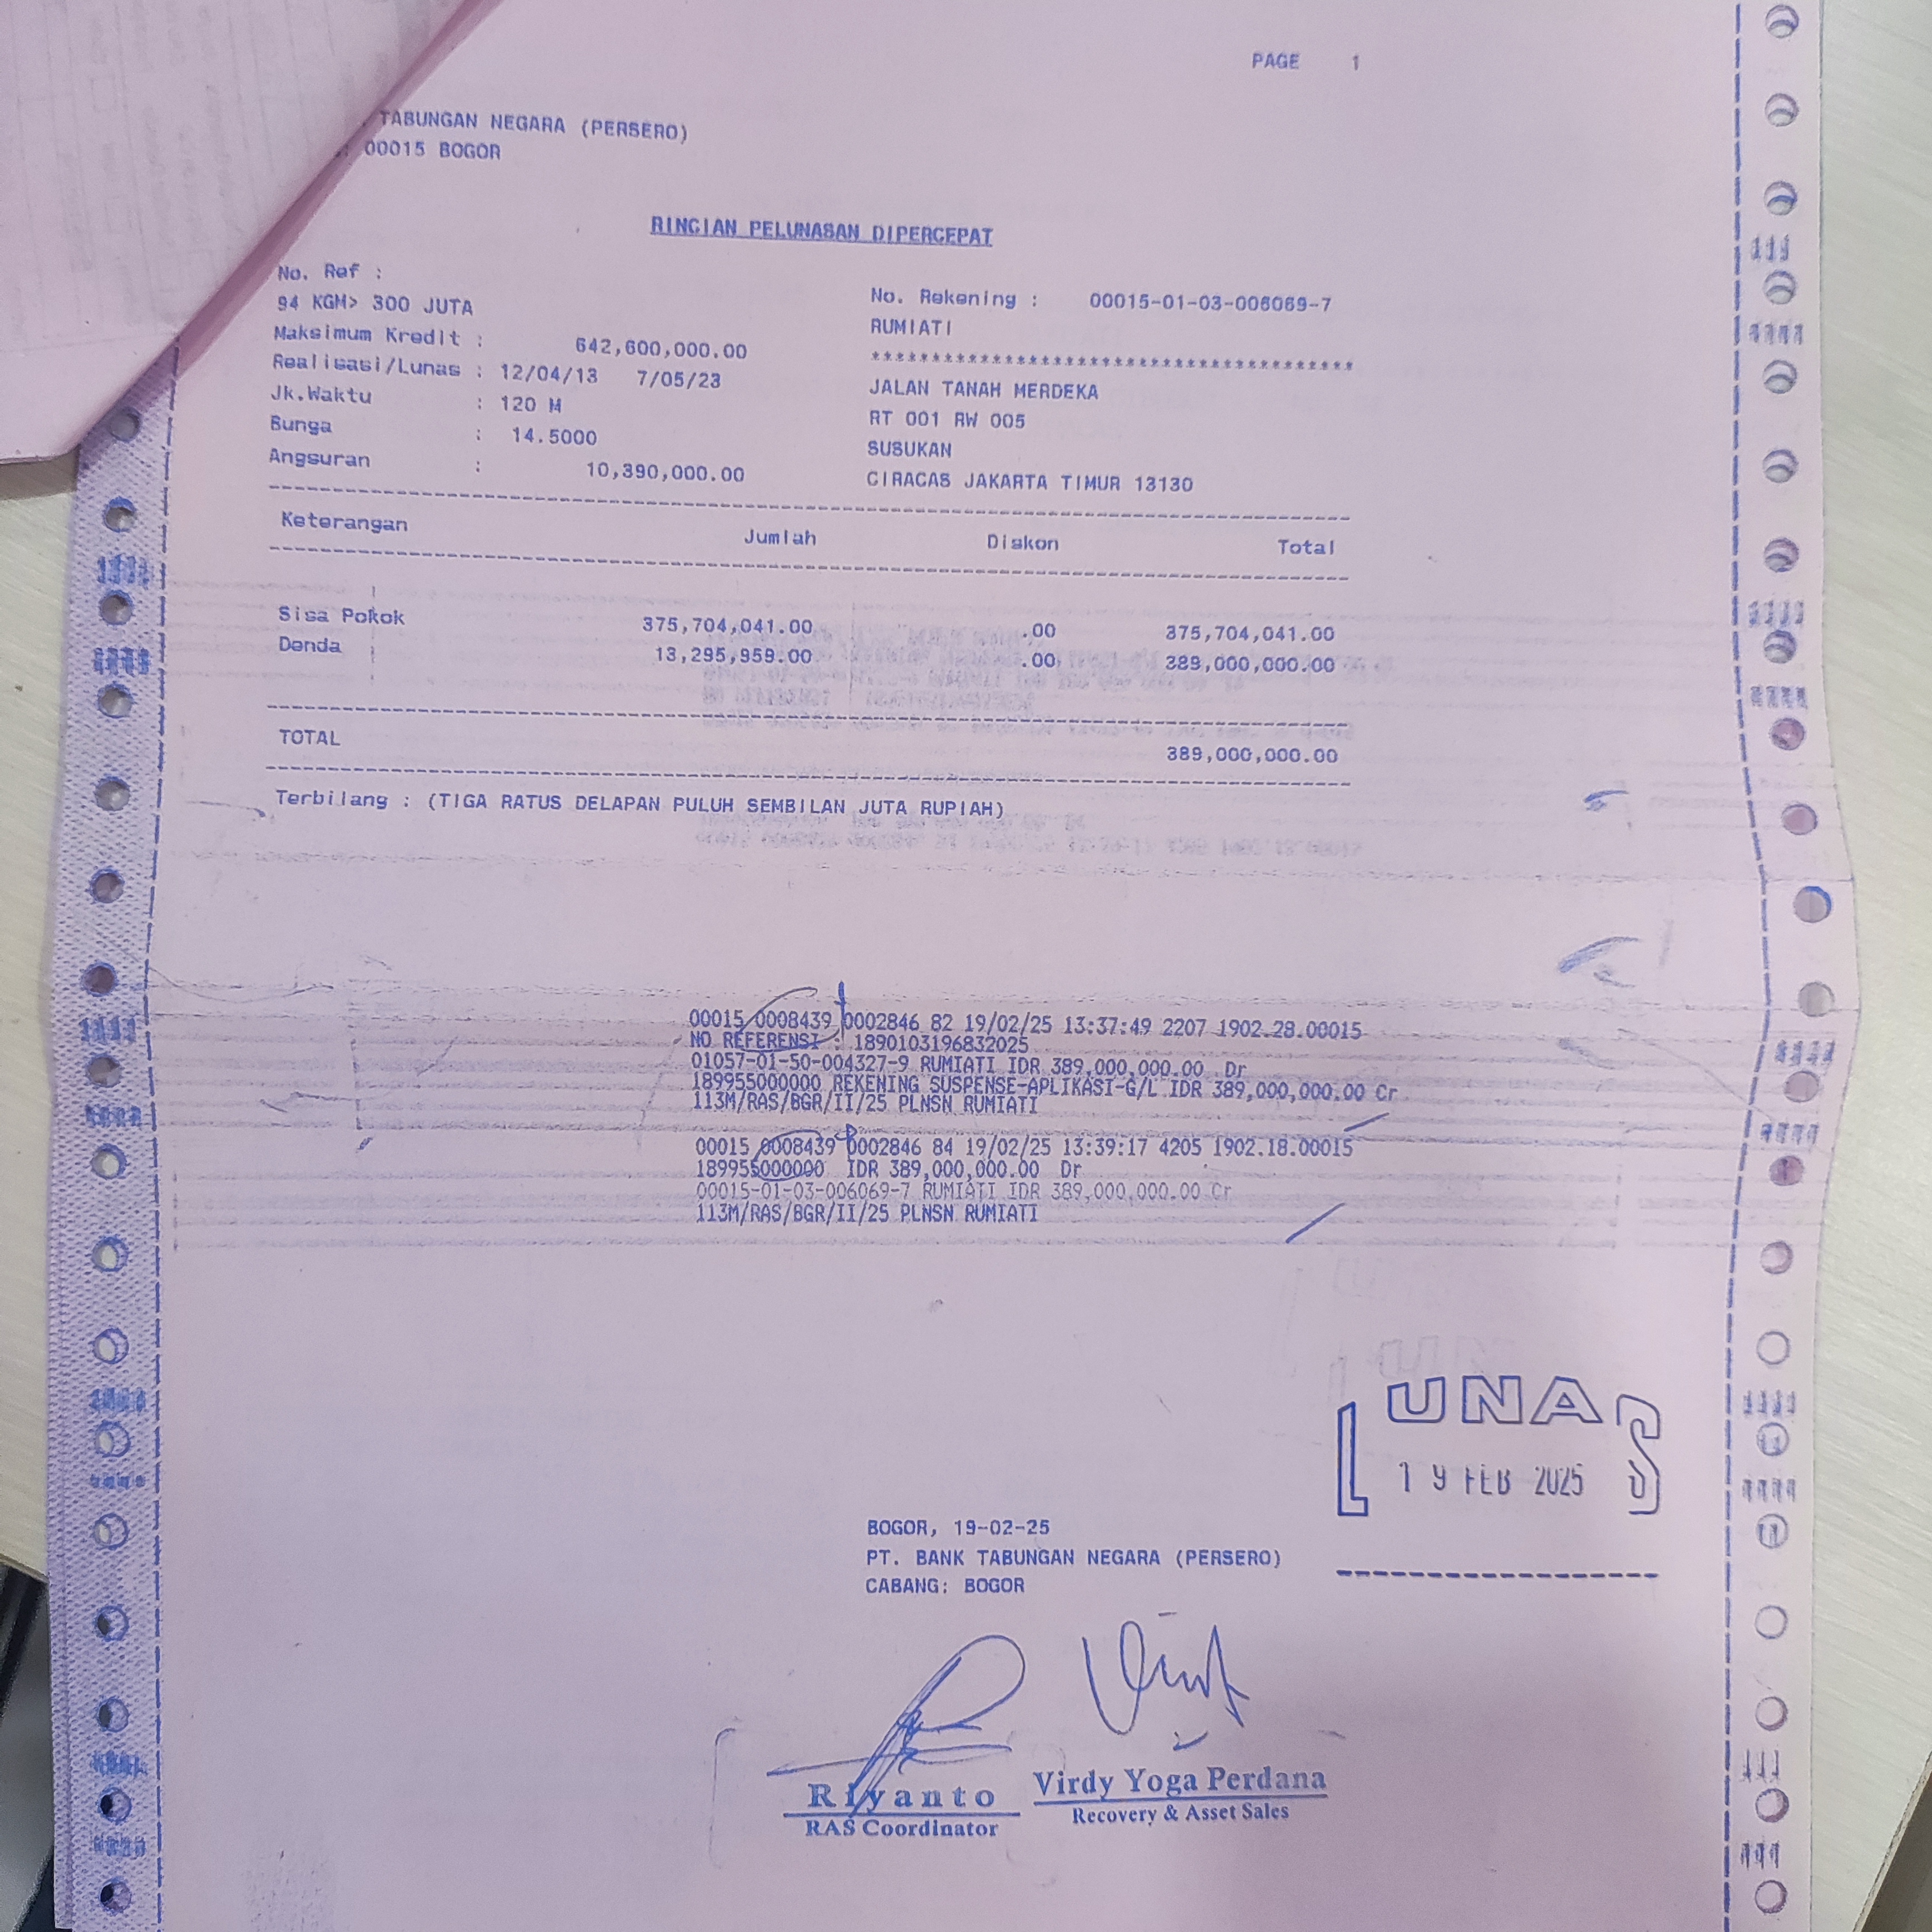 PAGE 1
TABUNGAN NEGARA (PERSERO)
00015 BOGOR
RINCIAN PELUNASAN DIPERCEPAT
No. Ref :
94 KGM> 300 JUTA
Maksimum Kredit : 642,600,000.00
Realisasi/Lunas : 12/04/13 7/05/23
Jk.Waktu : 120 M
Bunga : 14.5000
Angsuran : 10,390,000.00
No. Rekening : 00015-01-03-006069-7
RUMIATI
****************************************
JALAN TANAH MERDEKA
RT 001 RW 005
SUSUKAN
CIRACAS JAKARTA TIMUR 13130
Keterangan Jumlah Diskon Total
Sisa Pokok 375,704,041.00 .00 375,704,041.00
Denda 13,295,959.00 .00 389,000,000.00
TOTAL 389,000,000.00
Terbilang : (TIGA RATUS DELAPAN PULUH SEMBILAN JUTA RUPIAH)
00015 0008439 0002846 82 19/02/25 13:37:49 2207 1902.28.00015
NO REFERENSI : 1890103196832025
01057-01-50-004327-9 RUMIATI IDR 389,000,000.00 Dr
189955000000 REKENING SUSPENSE-APLIKASI-G/L IDR 389,000,000.00 Cr
113M/RAS/BGR/II/25 PLNSN RUMIATI
00015 0008439 0002846 84 19/02/25 13:39:17 4205 1902.18.00015
189955000000 IDR 389,000,000.00 Dr
00015-01-03-006069-7 RUMIATI IDR 389,000,000.00 Cr
113M/RAS/BGR/II/25 PLNSN RUMIATI
LUNAS
19 FEB 2025
BOGOR, 19-02-25
PT. BANK TABUNGAN NEGARA (PERSERO)
CABANG: BOGOR
Riyanto
RAS Coordinator
Virdy Yoga Perdana
Recovery & Asset Sales